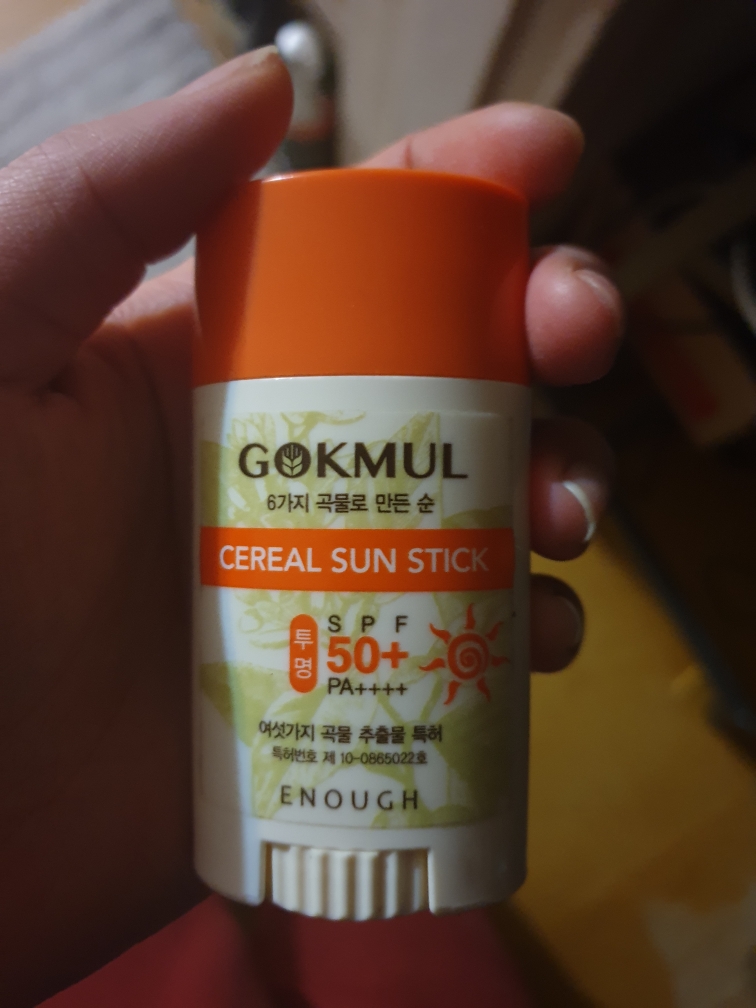 GOKMUL
6가지 곡물로 만든 순
CEREAL SUN STICK
투명
SPF
50+
PA++++
여섯가지 곡물 추출물 특허
특허번호 제 10-0865022호
ENOUGH